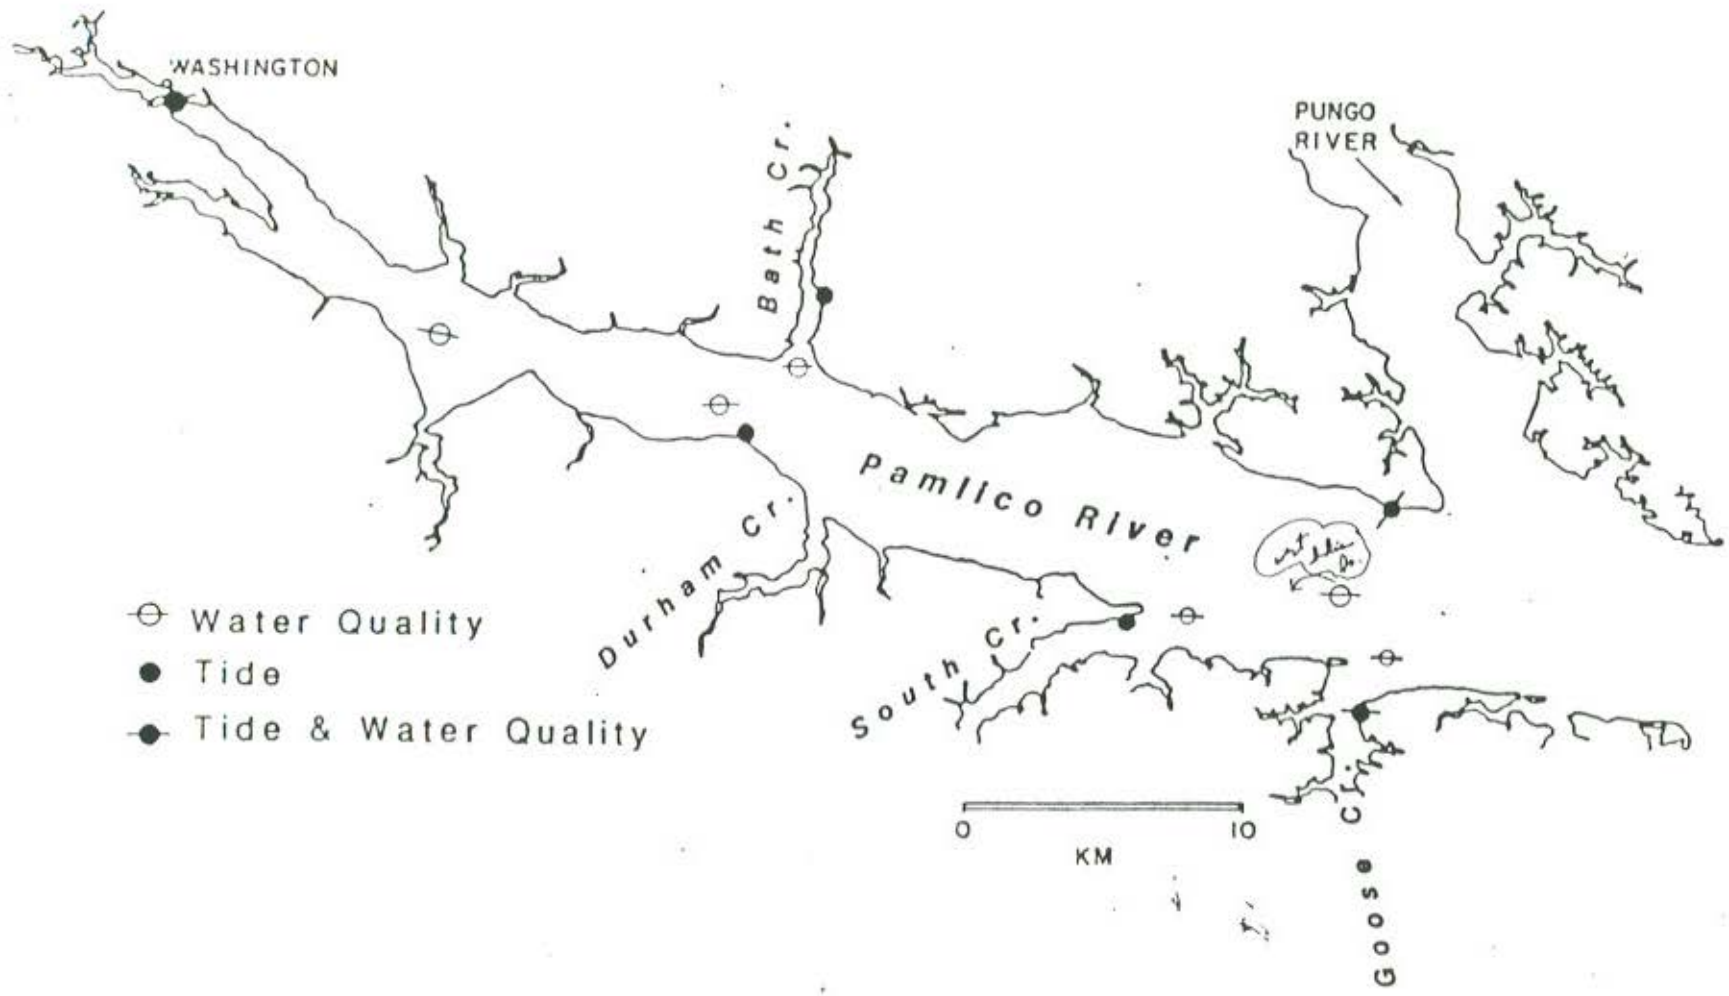 WASHINGTON
PUNGO
RIVER
Bath Cr.
Pamlico River
Durham Cr.
South Cr.
Water Quality
Tide
Tide & Water Quality
0 10
KM
Goose Cr.